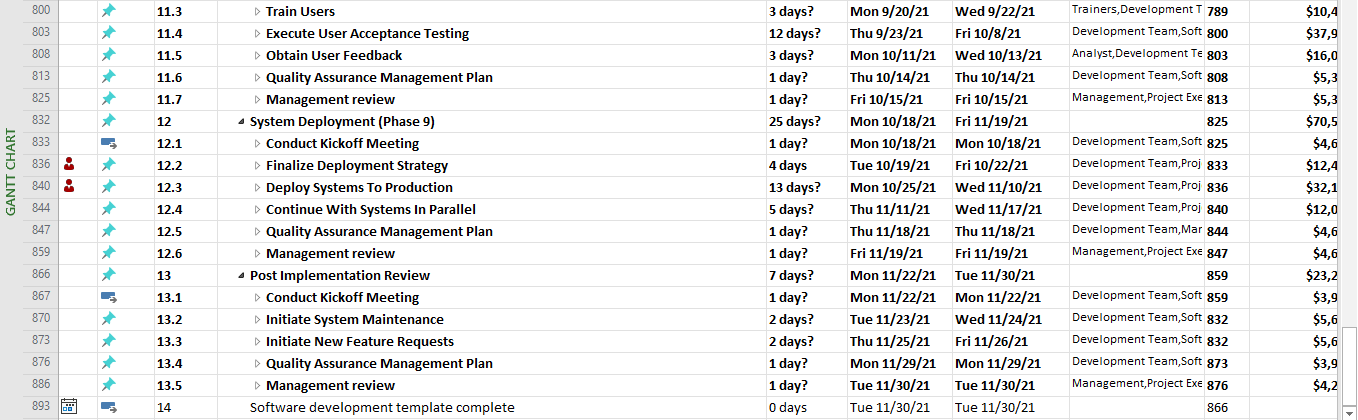 GANTT CHART
800 11.3 Train Users 3 days? Mon 9/20/21 Wed 9/22/21 Trainers,Development T 789 $10,4
803 11.4 Execute User Acceptance Testing 12 days? Thu 9/23/21 Fri 10/8/21 Development Team,Soft 800 $37,9
808 11.5 Obtain User Feedback 3 days? Mon 10/11/21 Wed 10/13/21 Analyst,Development Te 803 $16,0
813 11.6 Quality Assurance Management Plan 1 day? Thu 10/14/21 Thu 10/14/21 Development Team,Soft 808 $5,3
825 11.7 Management review 1 day? Fri 10/15/21 Fri 10/15/21 Management,Project Exe 813 $5,3
832 12 System Deployment (Phase 9) 25 days? Mon 10/18/21 Fri 11/19/21 825 $70,5
833 12.1 Conduct Kickoff Meeting 1 day? Mon 10/18/21 Mon 10/18/21 Development Team,Soft 825 $4,6
836 12.2 Finalize Deployment Strategy 4 days Tue 10/19/21 Fri 10/22/21 Development Team,Proj 833 $12,4
840 12.3 Deploy Systems To Production 13 days? Mon 10/25/21 Wed 11/10/21 Development Team,Proj 836 $32,1
844 12.4 Continue With Systems In Parallel 5 days? Thu 11/11/21 Wed 11/17/21 Development Team,Proj 840 $12,0
847 12.5 Quality Assurance Management Plan 1 day? Thu 11/18/21 Thu 11/18/21 Development Team,Mar 844 $4,6
859 12.6 Management review 1 day? Fri 11/19/21 Fri 11/19/21 Management,Project Exe 847 $4,6
866 13 Post Implementation Review 7 days? Mon 11/22/21 Tue 11/30/21 859 $23,2
867 13.1 Conduct Kickoff Meeting 1 day? Mon 11/22/21 Mon 11/22/21 Development Team,Soft 859 $3,9
870 13.2 Initiate System Maintenance 2 days? Tue 11/23/21 Wed 11/24/21 Development Team,Soft 832 $5,6
873 13.3 Initiate New Feature Requests 2 days? Thu 11/25/21 Fri 11/26/21 Development Team,Soft 832 $5,6
876 13.4 Quality Assurance Management Plan 1 day? Mon 11/29/21 Mon 11/29/21 Development Team,Soft 873 $3,9
886 13.5 Management review 1 day? Tue 11/30/21 Tue 11/30/21 Management,Project Exe 876 $4,2
893 14 Software development template complete 0 days Tue 11/30/21 Tue 11/30/21 866